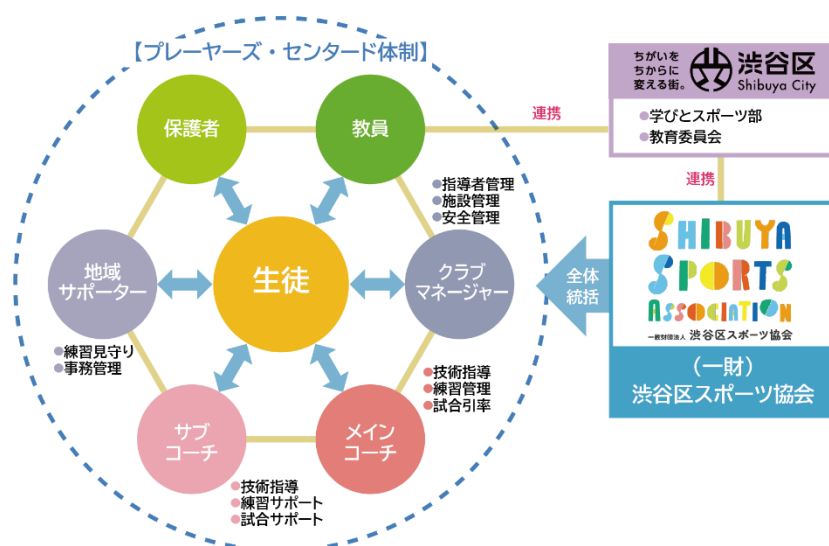 【プレーヤーズ・センタード体制】
保護者
教員
生徒
地域
サポーター
●練習見守り
●事務管理
クラブ
マネージャー
●指導者管理
●施設管理
●安全管理
サブ
コーチ
●技術指導
●練習サポート
●試合サポート
メイン
コーチ
●技術指導
●練習管理
●試合引率
連携
ちがいを
ちからに
変える街。
渋谷区
Shibuya City
●学びとスポーツ部
●教育委員会
連携
全体
統括
SHIBUYA
SPORTS
ASSOCIATION
一般財団法人 渋谷区スポーツ協会
（一財）
渋谷区スポーツ協会